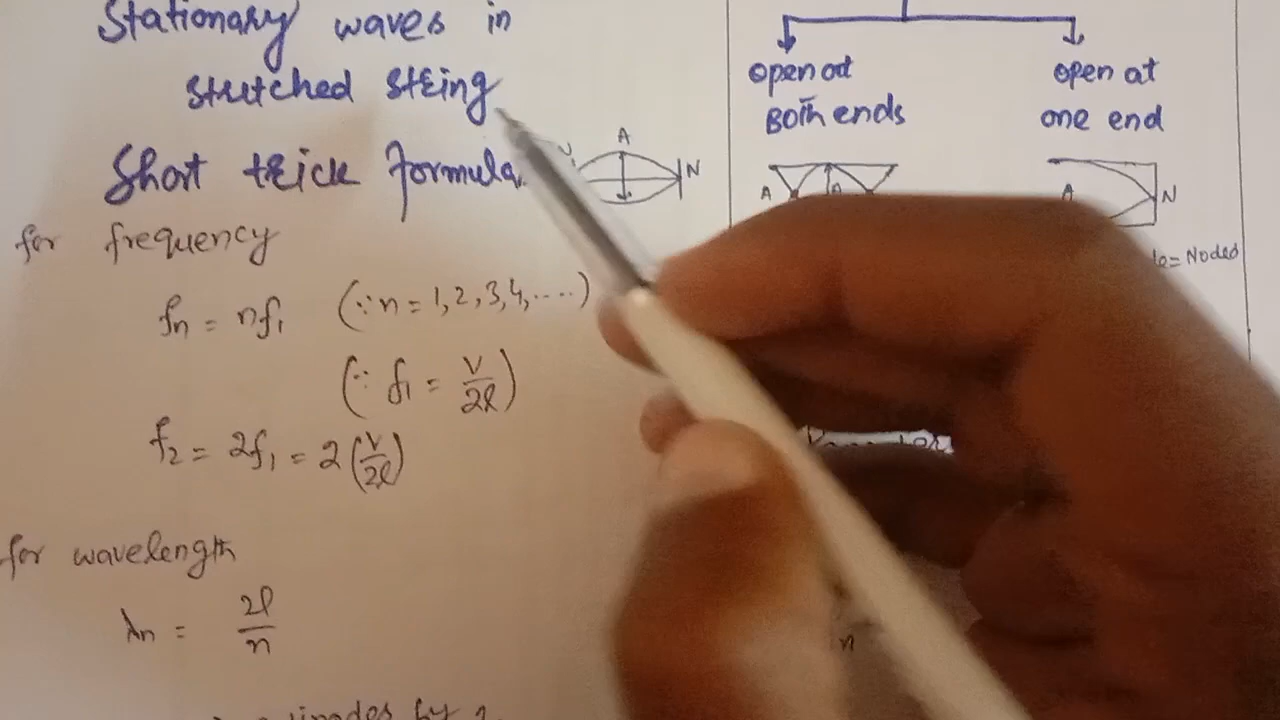 Stationary waves in
stretched string
Short trick formula
for frequency
fn = nf1 (∵ n = 1, 2, 3, 4, ....)
(∵ f1 = v/2l)
f2 = 2f1 = 2(v/2l)
for wavelength
λn = 2l/n
by
A
N
open at
Both ends
A
A
open at
one end
A
N
= Nodes
n